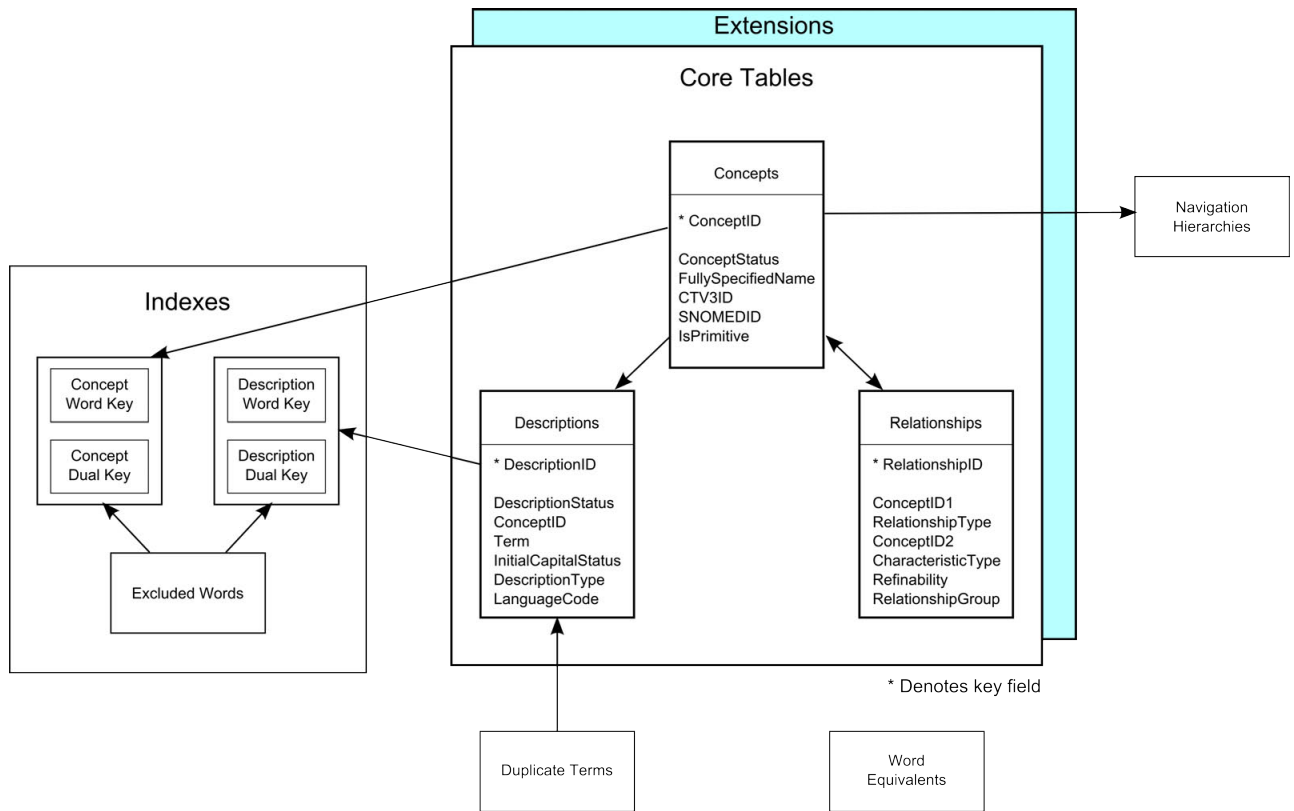 Extensions
Core Tables
Concepts
* ConceptID
ConceptStatus
FullySpecifiedName
CTV3ID
SNOMEDID
IsPrimitive
Navigation
Hierarchies
Indexes
Concept
Word Key
Concept
Dual Key
Description
Word Key
Description
Dual Key
Excluded Words
Descriptions
* DescriptionID
DescriptionStatus
ConceptID
Term
InitialCapitalStatus
DescriptionType
LanguageCode
Relationships
* RelationshipID
ConceptID1
RelationshipType
ConceptID2
CharacteristicType
Refinability
RelationshipGroup
* Denotes key field
Duplicate Terms
Word
Equivalents